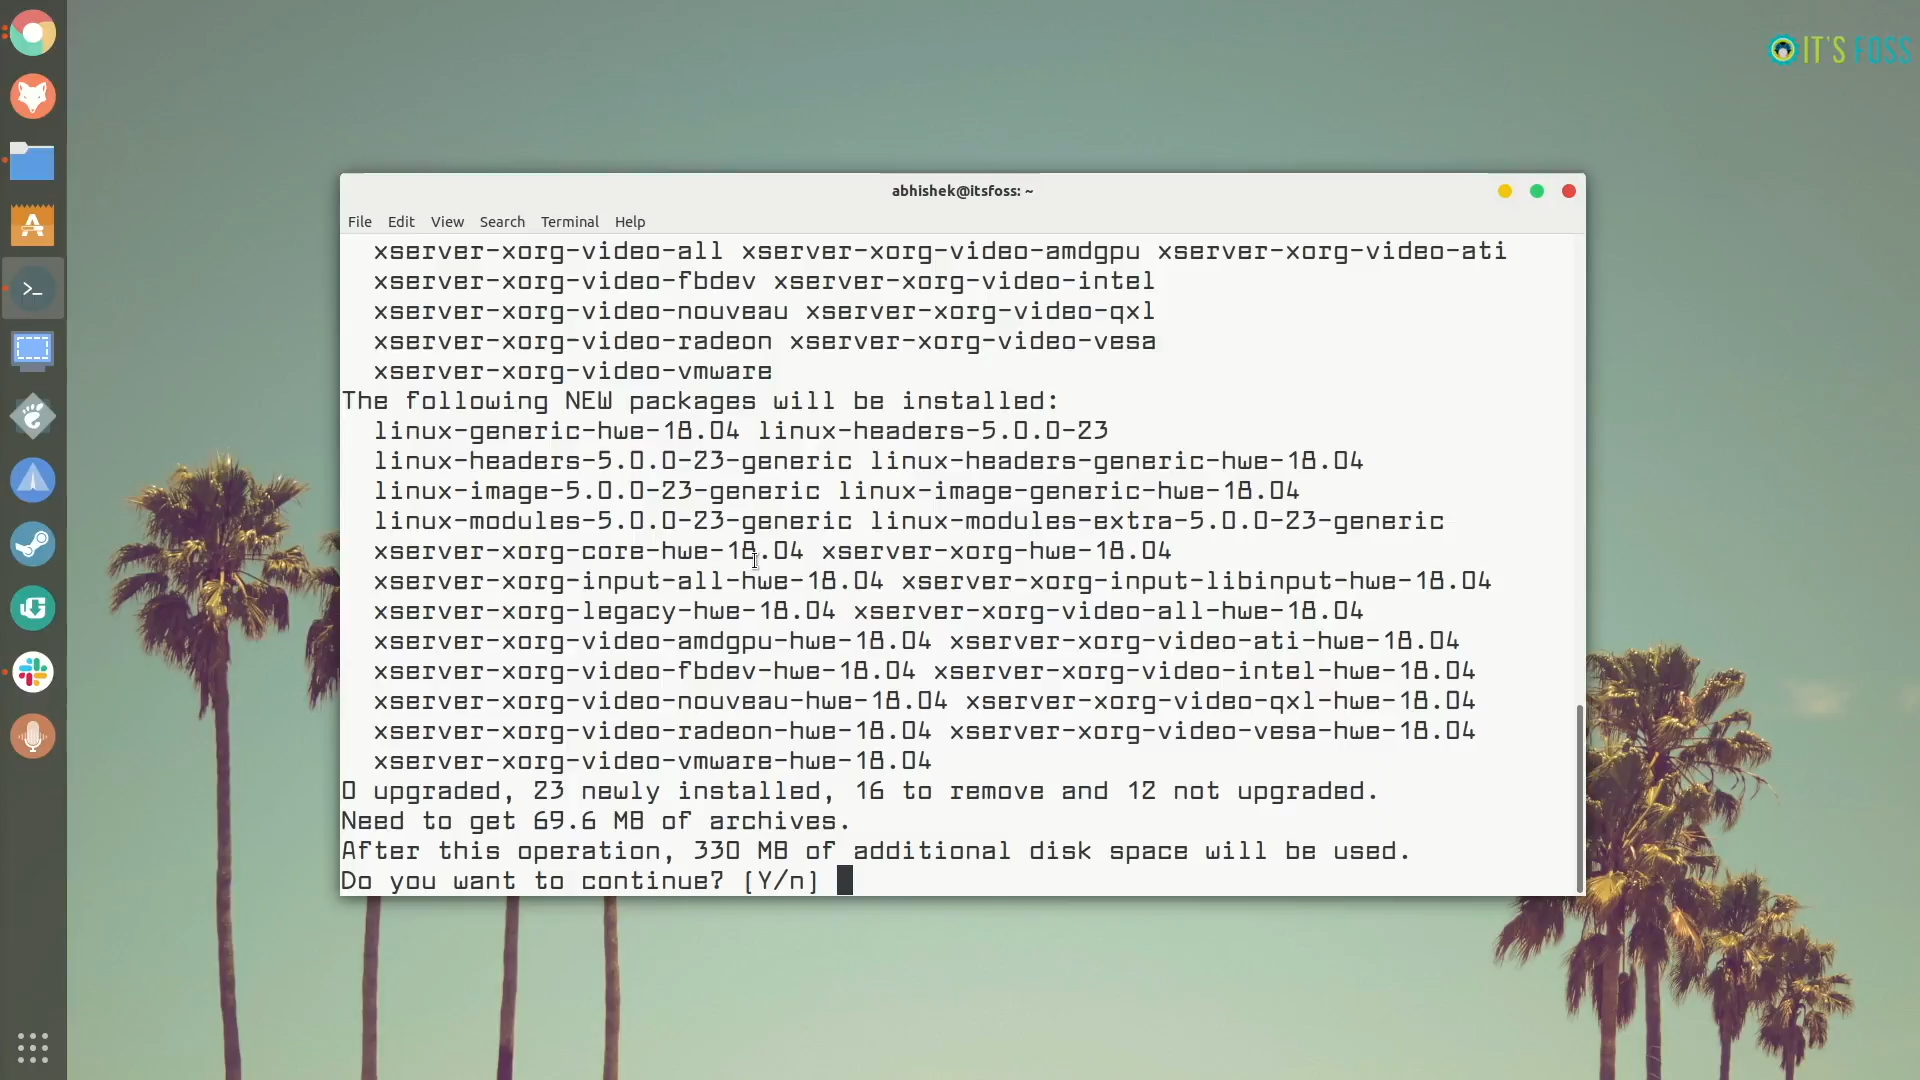 IT'S FOSS
abhishek@itsfoss: ~
File Edit View Search Terminal Help
xserver-xorg-video-all xserver-xorg-video-amdgpu xserver-xorg-video-ati
xserver-xorg-video-fbdev xserver-xorg-video-intel
xserver-xorg-video-nouveau xserver-xorg-video-qxl
xserver-xorg-video-radeon xserver-xorg-video-vesa
xserver-xorg-video-vmware
The following NEW packages will be installed:
linux-generic-hwe-18.04 linux-headers-5.0.0-23
linux-headers-5.0.0-23-generic linux-headers-generic-hwe-18.04
linux-image-5.0.0-23-generic linux-image-generic-hwe-18.04
linux-modules-5.0.0-23-generic linux-modules-extra-5.0.0-23-generic
xserver-xorg-core-hwe-18.04 xserver-xorg-hwe-18.04
xserver-xorg-input-all-hwe-18.04 xserver-xorg-input-libinput-hwe-18.04
xserver-xorg-legacy-hwe-18.04 xserver-xorg-video-all-hwe-18.04
xserver-xorg-video-amdgpu-hwe-18.04 xserver-xorg-video-ati-hwe-18.04
xserver-xorg-video-fbdev-hwe-18.04 xserver-xorg-video-intel-hwe-18.04
xserver-xorg-video-nouveau-hwe-18.04 xserver-xorg-video-qxl-hwe-18.04
xserver-xorg-video-radeon-hwe-18.04 xserver-xorg-video-vesa-hwe-18.04
xserver-xorg-video-vmware-hwe-18.04
0 upgraded, 23 newly installed, 16 to remove and 12 not upgraded.
Need to get 69.6 MB of archives.
After this operation, 330 MB of additional disk space will be used.
Do you want to continue? [Y/n]